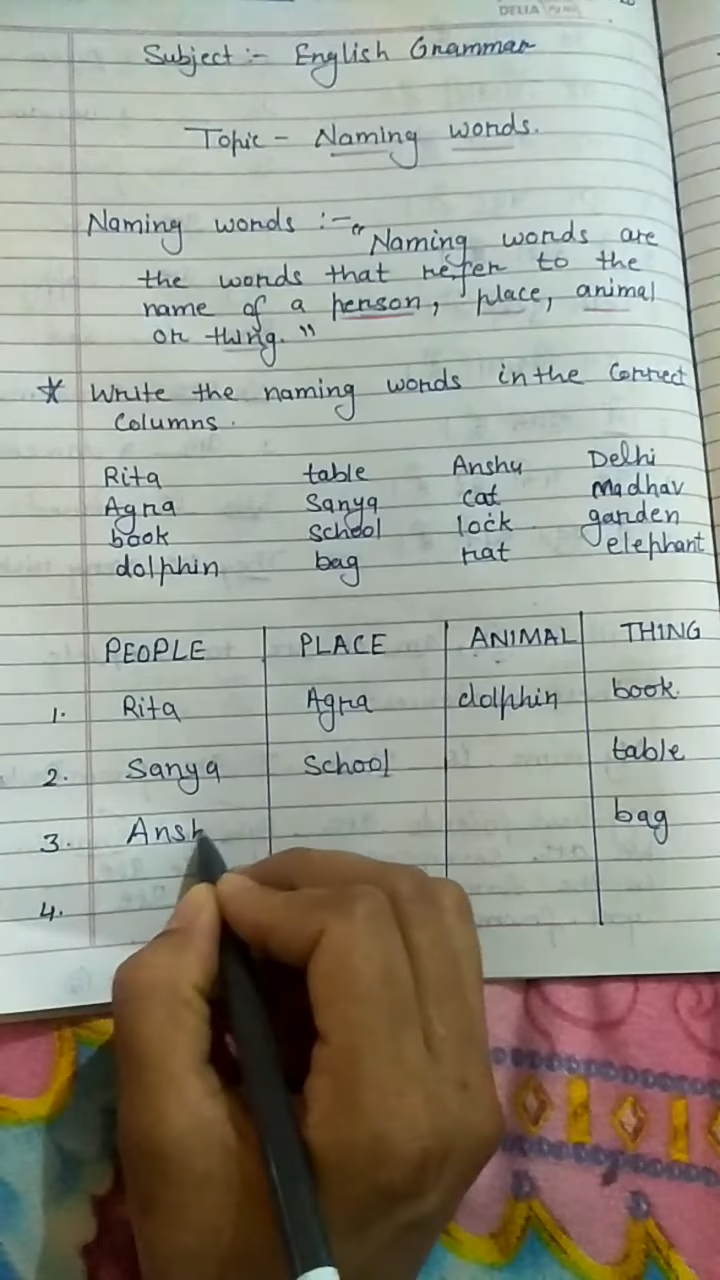 DELTA
Subject :- English Grammar
Topic - Naming words.
Naming words :- "Naming words are
the words that refer to the
name of a person, place, animal
or thing."
* Write the naming words in the correct
columns.
Rita table Anshu Delhi
Agra Sanya cat Madhav
book school lock garden
dolphin bag rat elephant
PEOPLE PLACE ANIMAL THING
1. Rita Agra dolphin book
2. Sanya School table
3. Ansh bag
4.